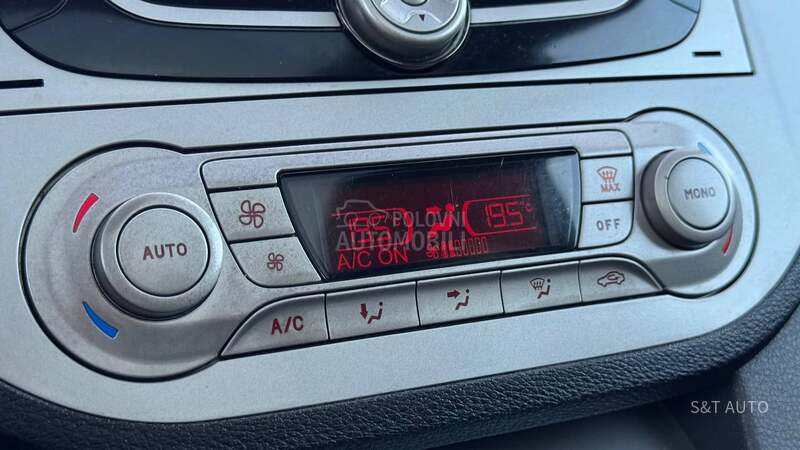 MAX
AUTO
19.5°C
MONO
OFF
POLOVNI
AUTOMOBILI
A/C ON
A/C
S&T AUTO